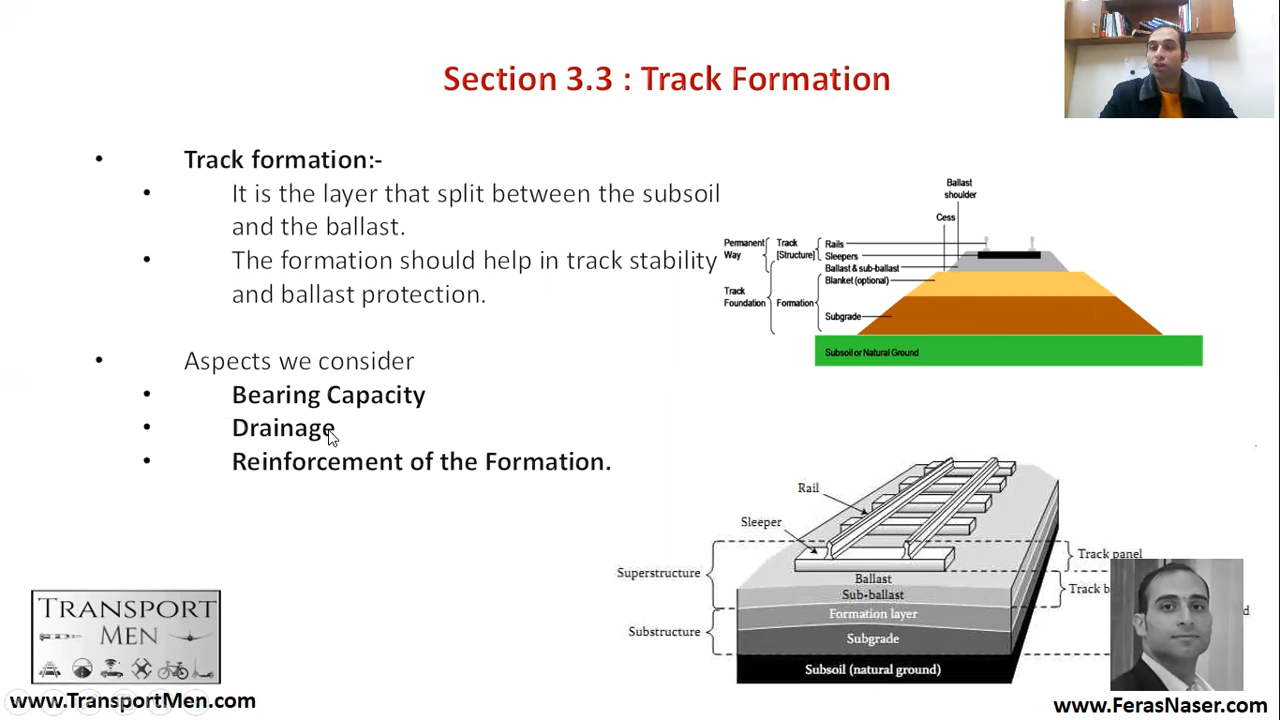 Section 3.3 : Track Formation
Track formation:-
It is the layer that split between the subsoil
and the ballast.
The formation should help in track stability
and ballast protection.
Aspects we consider
Bearing Capacity
Drainage
Reinforcement of the Formation.
Ballast
shoulder
Cess
Permanent
Way
Track
[Structure]
Rails
Sleepers
Ballast & sub-ballast
Blanket (optional)
Track
Foundation
Formation
Subgrade
Subsoil or Natural Ground
Rail
Sleeper
Superstructure
Substructure
Ballast
Sub-ballast
Formation layer
Subgrade
Subsoil (natural ground)
Track panel
Track b
d
TRANSPORT
MEN
www.TransportMen.com
www.FerasNaser.com